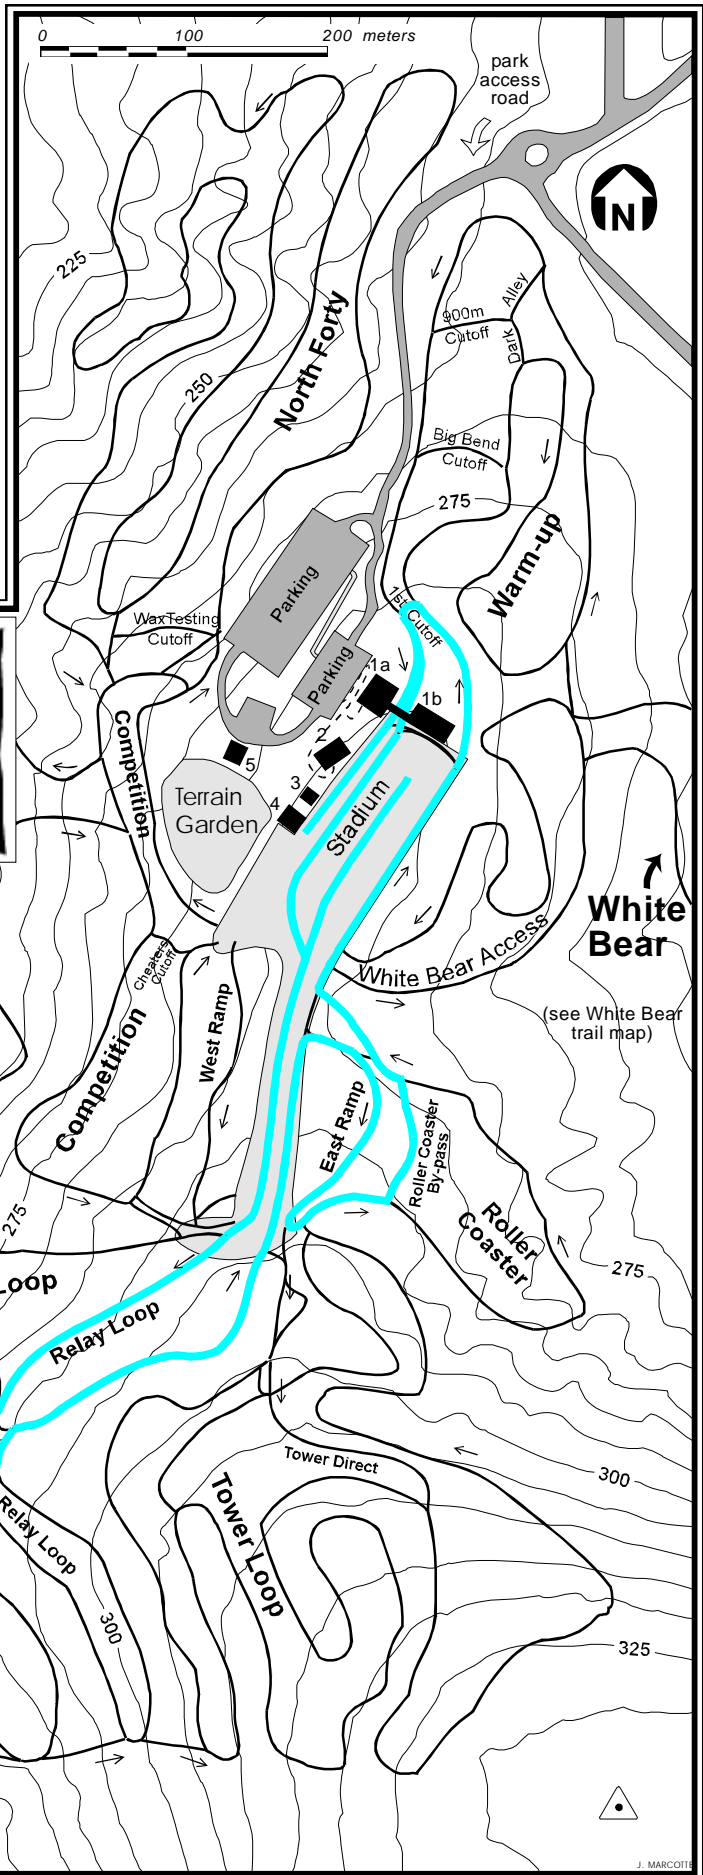 0 100 200 meters
park
access
road
N
225
900m
Cutoff
Dark Alley
North Forty
250
Big Bend
Cutoff
275
Warm-up
Parking
1st Cutoff
WaxTesting
Cutoff
Parking
1a
1b
2
5
3
4
Competition
Terrain
Garden
Stadium
White
Bear
White Bear Access
(see White Bear
trail map)
Cheaters
Cutoff
West Ramp
Competition
East Ramp
Roller Coaster
By-pass
Roller
Coaster
275
275
Loop
Relay Loop
Tower Direct
300
Tower Loop
Relay Loop
300
325
J. MARCOTTE